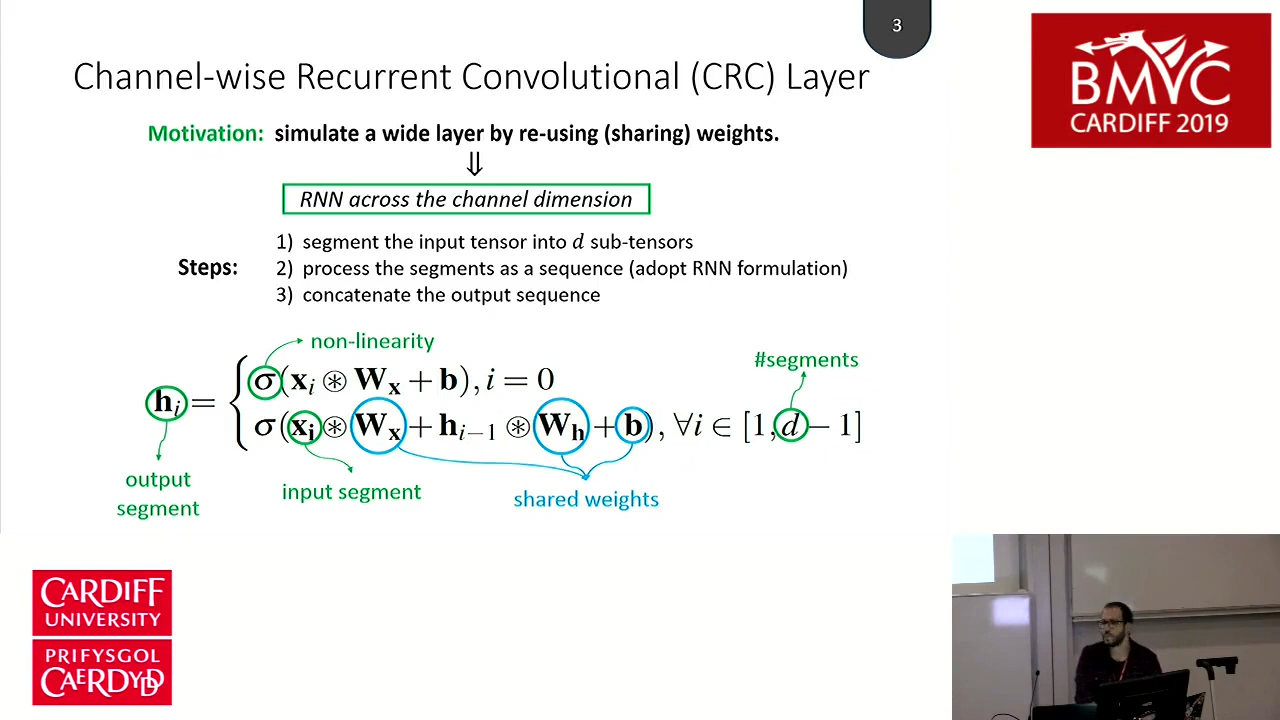 3
Channel-wise Recurrent Convolutional (CRC) Layer
Motivation: simulate a wide layer by re-using (sharing) weights.
⇓
RNN across the channel dimension
Steps:
1) segment the input tensor into d sub-tensors
2) process the segments as a sequence (adopt RNN formulation)
3) concatenate the output sequence
non-linearity
#segments
h_i = { σ(x_i ⊛ W_x + b), i = 0
σ(x_i ⊛ W_x + h_{i−1} ⊛ W_h + b), ∀i ∈ [1, d − 1]
output
segment
input segment
shared weights
BMVC
CARDIFF 2019
CARDIFF
UNIVERSITY
PRIFYSGOL
CAERDYDD